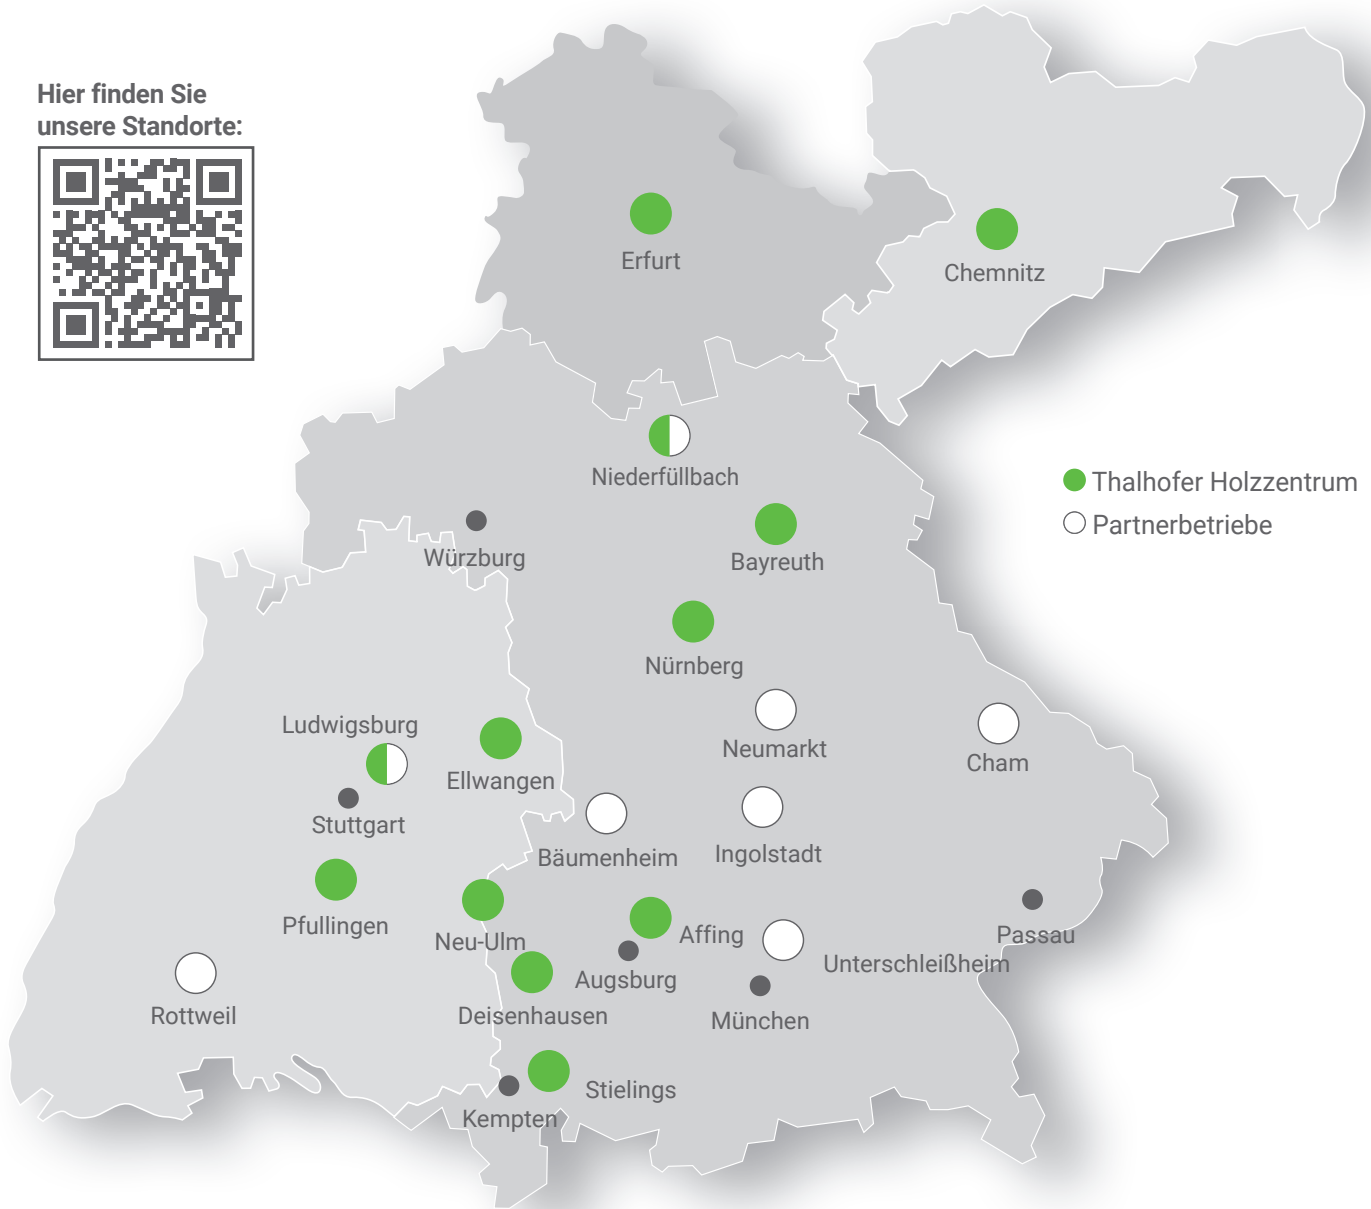 Hier finden Sie
unsere Standorte:
Erfurt
Chemnitz
Niederfüllbach
Thalhofer Holzzentrum
Partnerbetriebe
Würzburg
Bayreuth
Nürnberg
Ludwigsburg
Neumarkt
Cham
Ellwangen
Stuttgart
Bäumenheim
Ingolstadt
Pfullingen
Neu-Ulm
Affing
Passau
Unterschleißheim
Augsburg
Rottweil
Deisenhausen
München
Stielings
Kempten